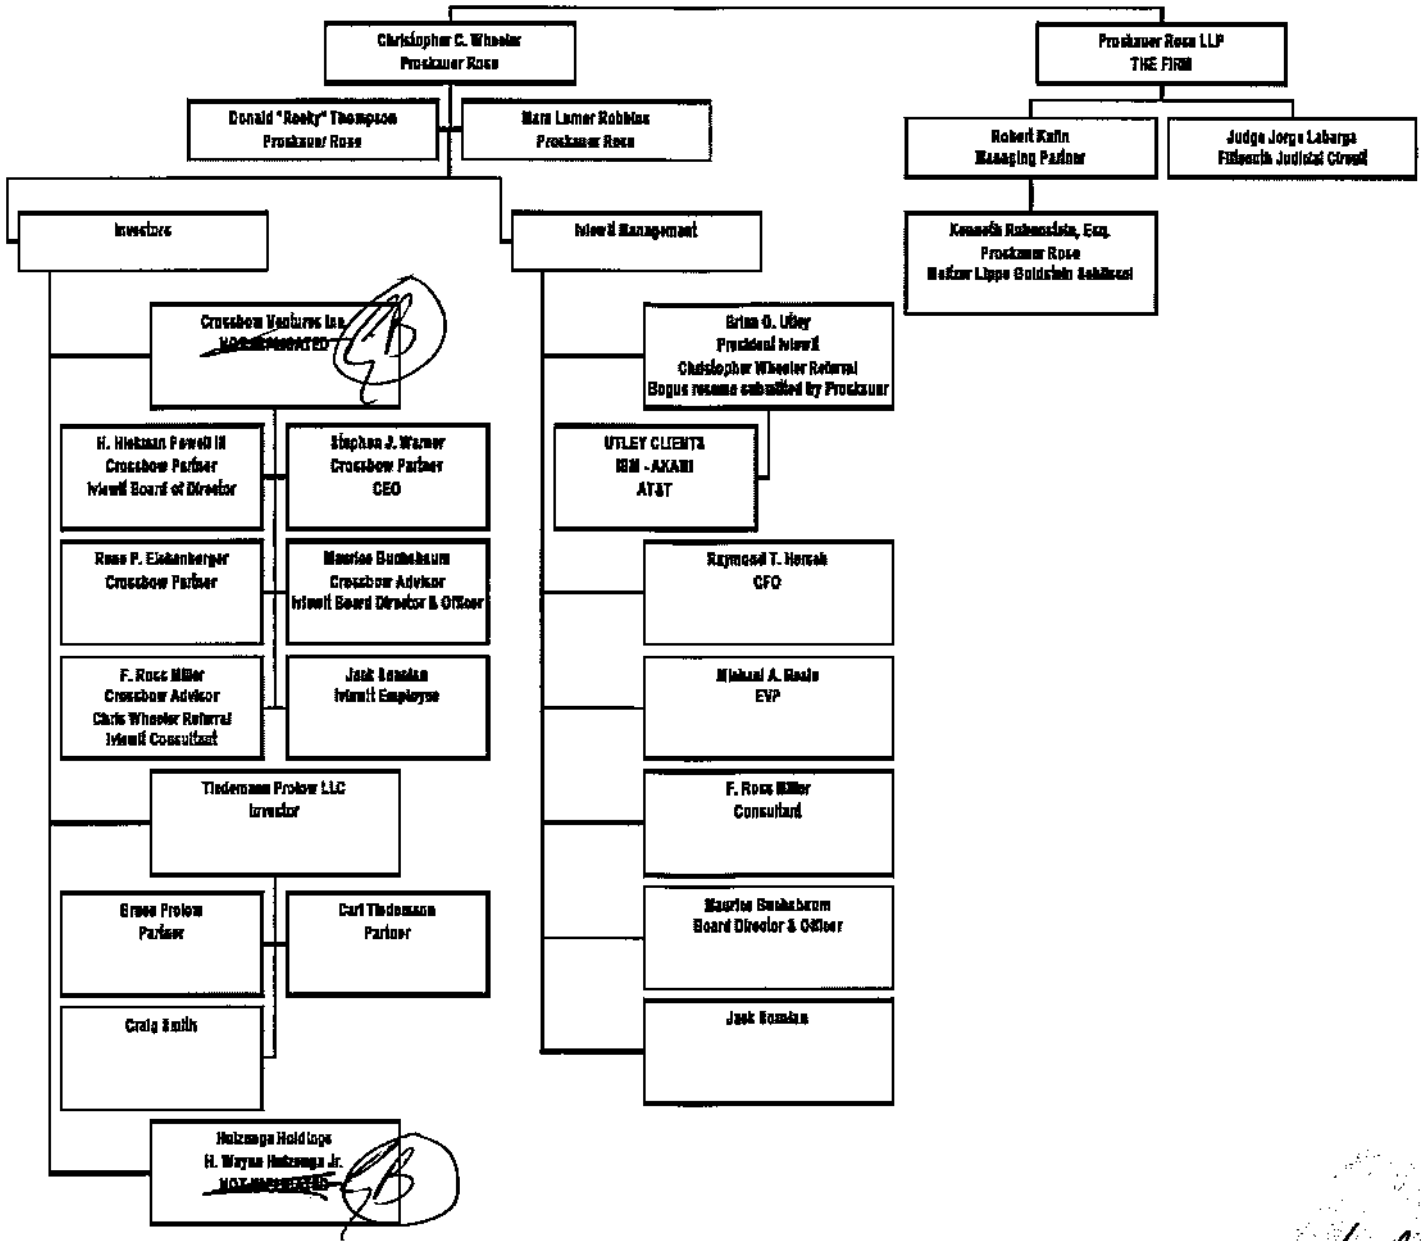 Christopher C. Wheeler
Proskauer Rose
Proskauer Rose LLP
THE FIRM
Donald "Rocky" Thompson
Proskauer Rose
Mara Lerner Robbins
Proskauer Rose
Robert Kafin
Managing Partner
Judge Jorge Labarga
Fifteenth Judicial Circuit
Investors
Iviewit Management
Kenneth Rubenstein, Esq.
Proskauer Rose
Meltzer Lippe Goldstein Schlissel
Crossbow Ventures Inc.
Brian G. Utley
President Iviewit
Christopher Wheeler Referral
Bogus resume submitted by Proskauer
H. Hickman Powell III
Crossbow Partner
Iviewit Board of Director
Stephen J. Warner
Crossbow Partner
CEO
UTLEY CLIENTS
IBM -
AT&T
Rene P. Eichenberger
Crossbow Partner
Maurice Buchsbaum
Crossbow Advisor
Iviewit Board Director & Officer
Raymond T. Hersh
CFO
F. Ross Miller
Crossbow Advisor
Chris Wheeler Referral
Iviewit Consultant
Jack Scanlan
Iviewit Employee
Michael A. Reale
EVP
Tiedemann Prolow LLC
Investor
F. Ross Miller
Consultant
Bruce Prolow
Partner
Carl Tiedemann
Partner
Maurice Buchsbaum
Board Director & Officer
Craig Smith
Jack Scanlan
Huizenga Holdings
H. Wayne Huizenga Jr.